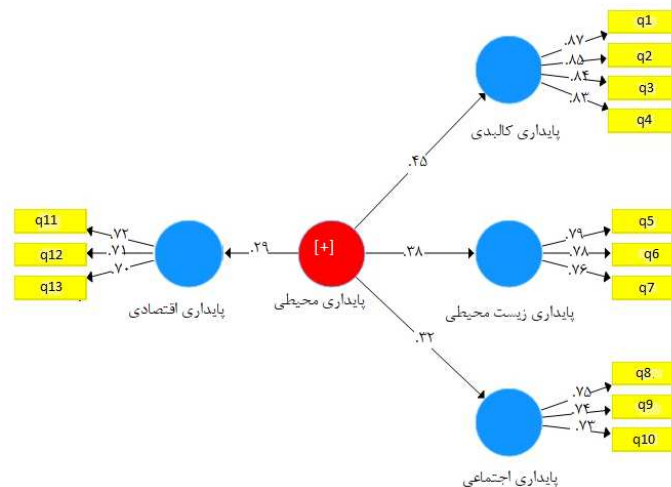 q1
q2
q3
q4
.۸۷
.۸۵
.۸۴
.۸۳
پایداری کالبدی
.۴۵
q11
q12
q13
.۷۲
.۷۱
.۷۰
پایداری اقتصادی
.۲۹
[+]
پایداری محیطی
.۳۸
q5
q6
q7
.۷۹
.۷۸
.۷۶
پایداری زیست محیطی
.۳۲
q8
q9
q10
.۷۵
.۷۴
.۷۳
پایداری اجتماعی